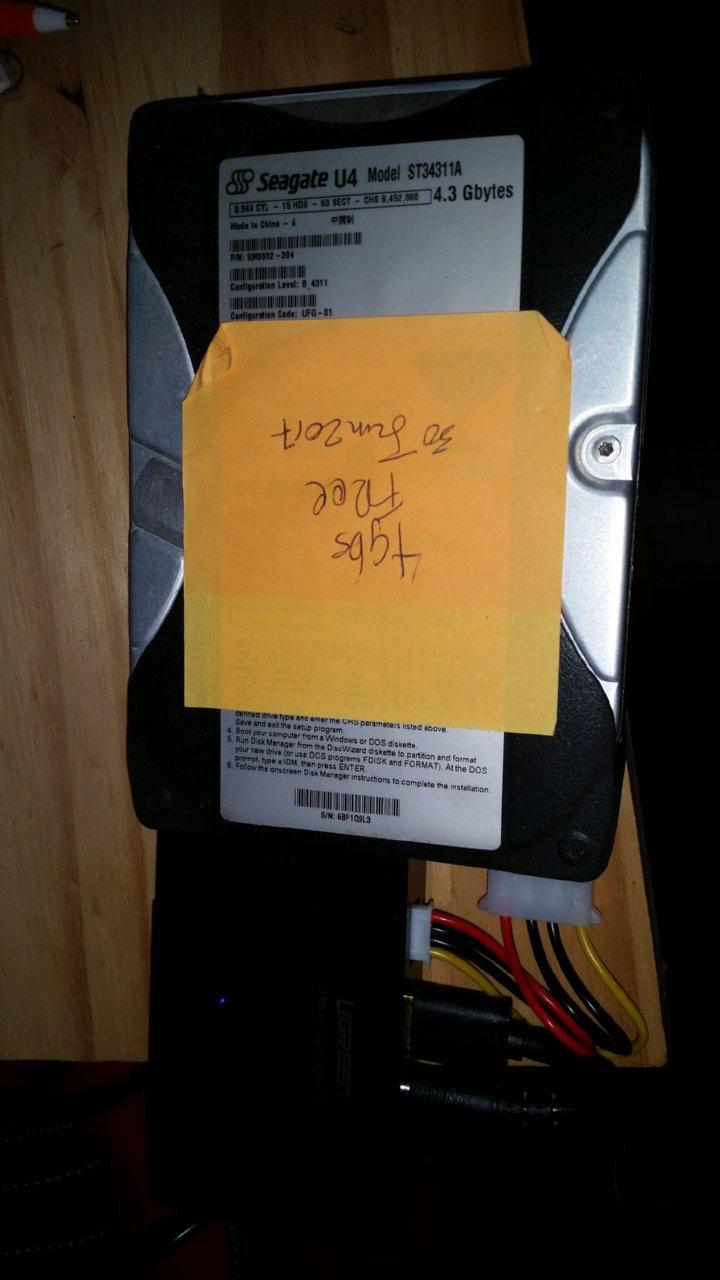 Seagate U4 Model ST34311A
8,944 CYL - 15 HDS - 63 SECT - CHS 8,452,080 4.3 Gbytes
Made in China - 6 中国制
P/N: 9M9002-304
Configuration Level: B_4311
Configuration Code: UFG-01
4gbs
Free
30 Jun 2017
defined drive type and enter the CHS parameters listed above.
Save and exit the setup program.
4. Boot your computer from a Windows or DOS diskette.
5. Run Disk Manager from the DiscWizard diskette to partition and format
your new drive (or use DOS programs FDISK and FORMAT). At the DOS
prompt, type a:\DM, then press ENTER.
6. Follow the onscreen Disk Manager instructions to complete the installation.
S/N: 6BF1Q9L3
UGREEN